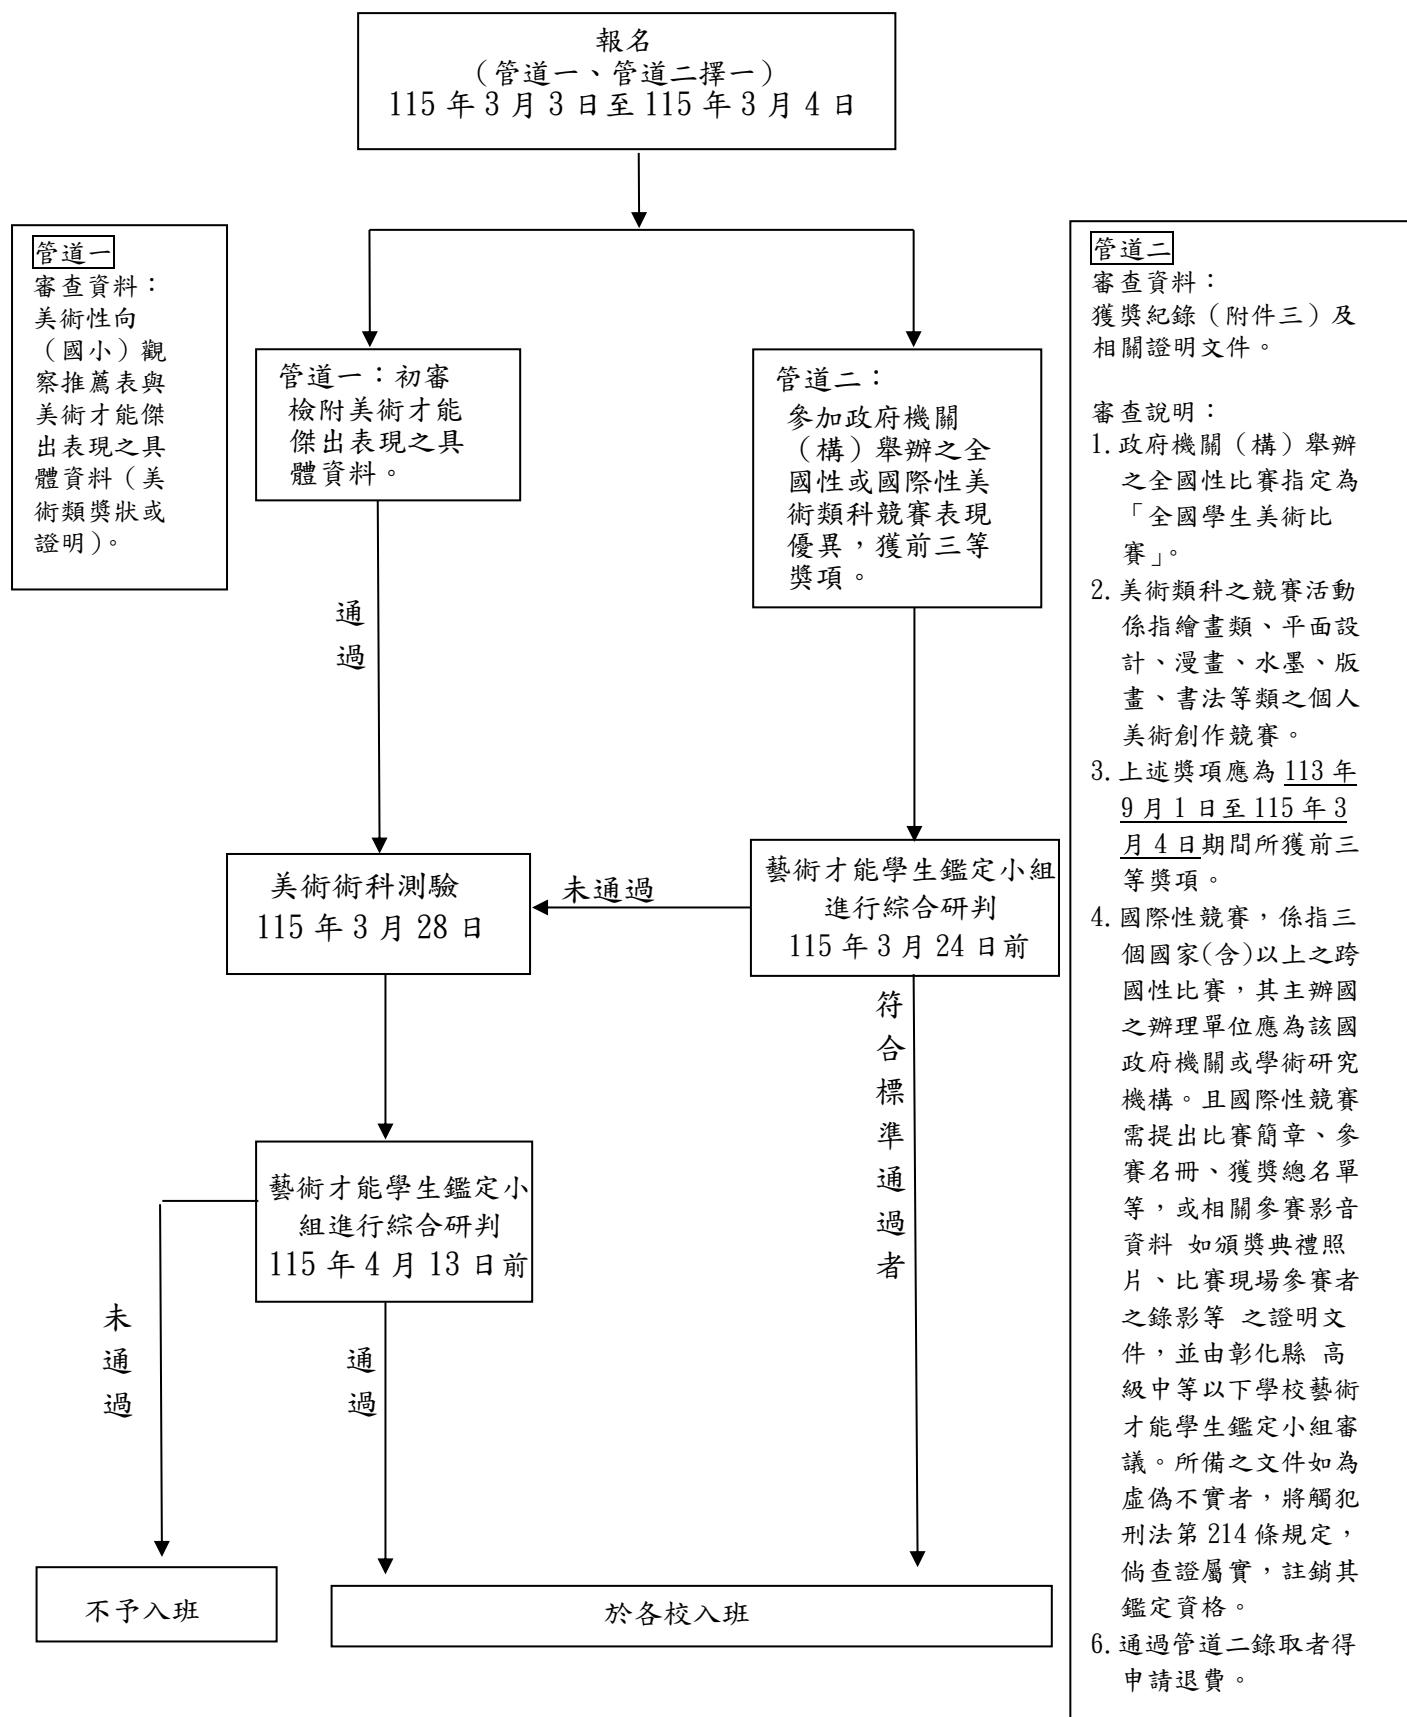 報名
（管道一、管道二擇一）
115 年 3 月 3 日至 115 年 3 月 4 日
管道一
審查資料：
美術性向
（國小）觀
察推薦表與
美術才能傑
出表現之具
體資料（美
術類獎狀或
證明）。
管道一：初審
檢附美術才能
傑出表現之具
體資料。
管道二：
參加政府機關
（構）舉辦之全
國性或國際性美
術類科競賽表現
優異，獲前三等
獎項。
通過
美術術科測驗
115 年 3 月 28 日
未通過
藝術才能學生鑑定小組
進行綜合研判
115 年 3 月 24 日前
符合標準通過者
藝術才能學生鑑定小
組進行綜合研判
115 年 4 月 13 日前
未通過
通過
不予入班
於各校入班
管道二
審查資料：
獲獎紀錄（附件三）及
相關證明文件。
審查說明：
1. 政府機關（構）舉辦
之全國性比賽指定為
「全國學生美術比
賽」。
2. 美術類科之競賽活動
係指繪畫類、平面設
計、漫畫、水墨、版
畫、書法等類之個人
美術創作競賽。
3. 上述獎項應為 113 年
9 月 1 日至 115 年 3
月 4 日期間所獲前三
等獎項。
4. 國際性競賽，係指三
個國家(含)以上之跨
國性比賽，其主辦國
之辦理單位應為該國
政府機關或學術研究
機構。且國際性競賽
需提出比賽簡章、參
賽名冊、獲獎總名單
等，或相關參賽影音
資料 如頒獎典禮照
片、比賽現場參賽者
之錄影等 之證明文
件，並由彰化縣 高
級中等以下學校藝術
才能學生鑑定小組審
議。所備之文件如為
虛偽不實者，將觸犯
刑法第 214 條規定，
倘查證屬實，註銷其
鑑定資格。
6. 通過管道二錄取者得
申請退費。